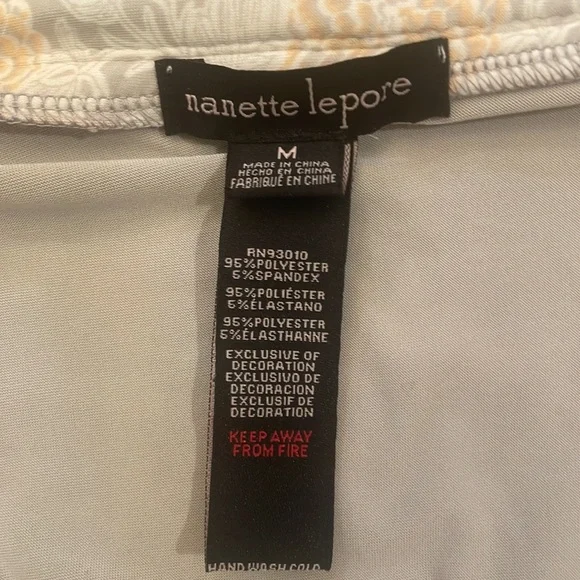 nanette lepore
M
MADE IN CHINA
HECHO EN CHINA
FABRIQUÉ EN CHINE
RN93010
95%POLYESTER
5%SPANDEX
95%POLIÉSTER
5%ELASTANO
95%POLYESTER
5%ÉLASTHANNE
EXCLUSIVE OF
DECORATION
EXCLUSIVO DE
DECORACION
EXCLUSIF DE
DECORATION
KEEP AWAY
FROM FIRE
HAND WASH COLD